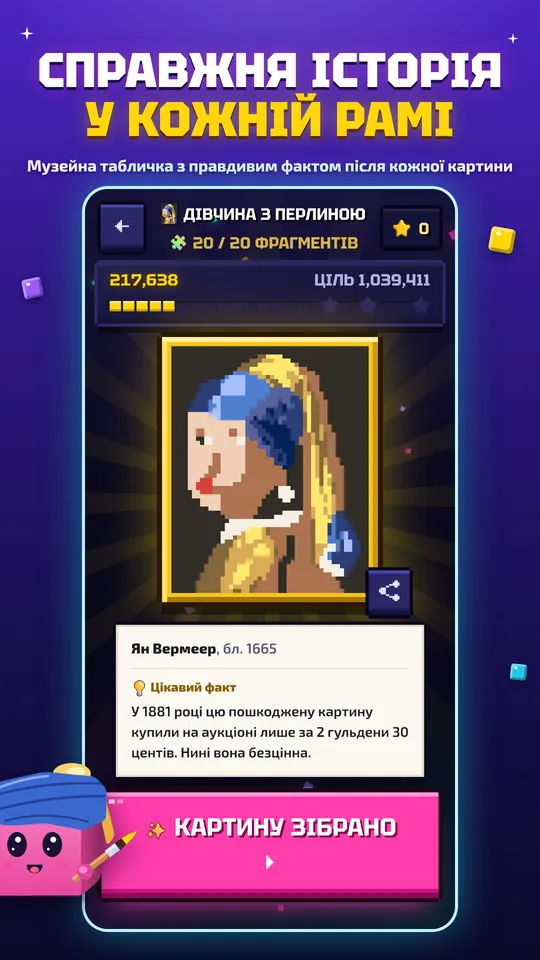 СПРАВЖНЯ ІСТОРІЯ
У КОЖНІЙ РАМІ
Музейна табличка з правдивим фактом після кожної картини
ДІВЧИНА З ПЕРЛИНОЮ
20 / 20 ФРАГМЕНТІВ
0
217,638
ЦІЛЬ 1,039,411
Ян Вермеер, бл. 1665
Цікавий факт
У 1881 році цю пошкоджену картину
купили на аукціоні лише за 2 гульдени 30
центів. Нині вона безцінна.
КАРТИНУ ЗІБРАНО